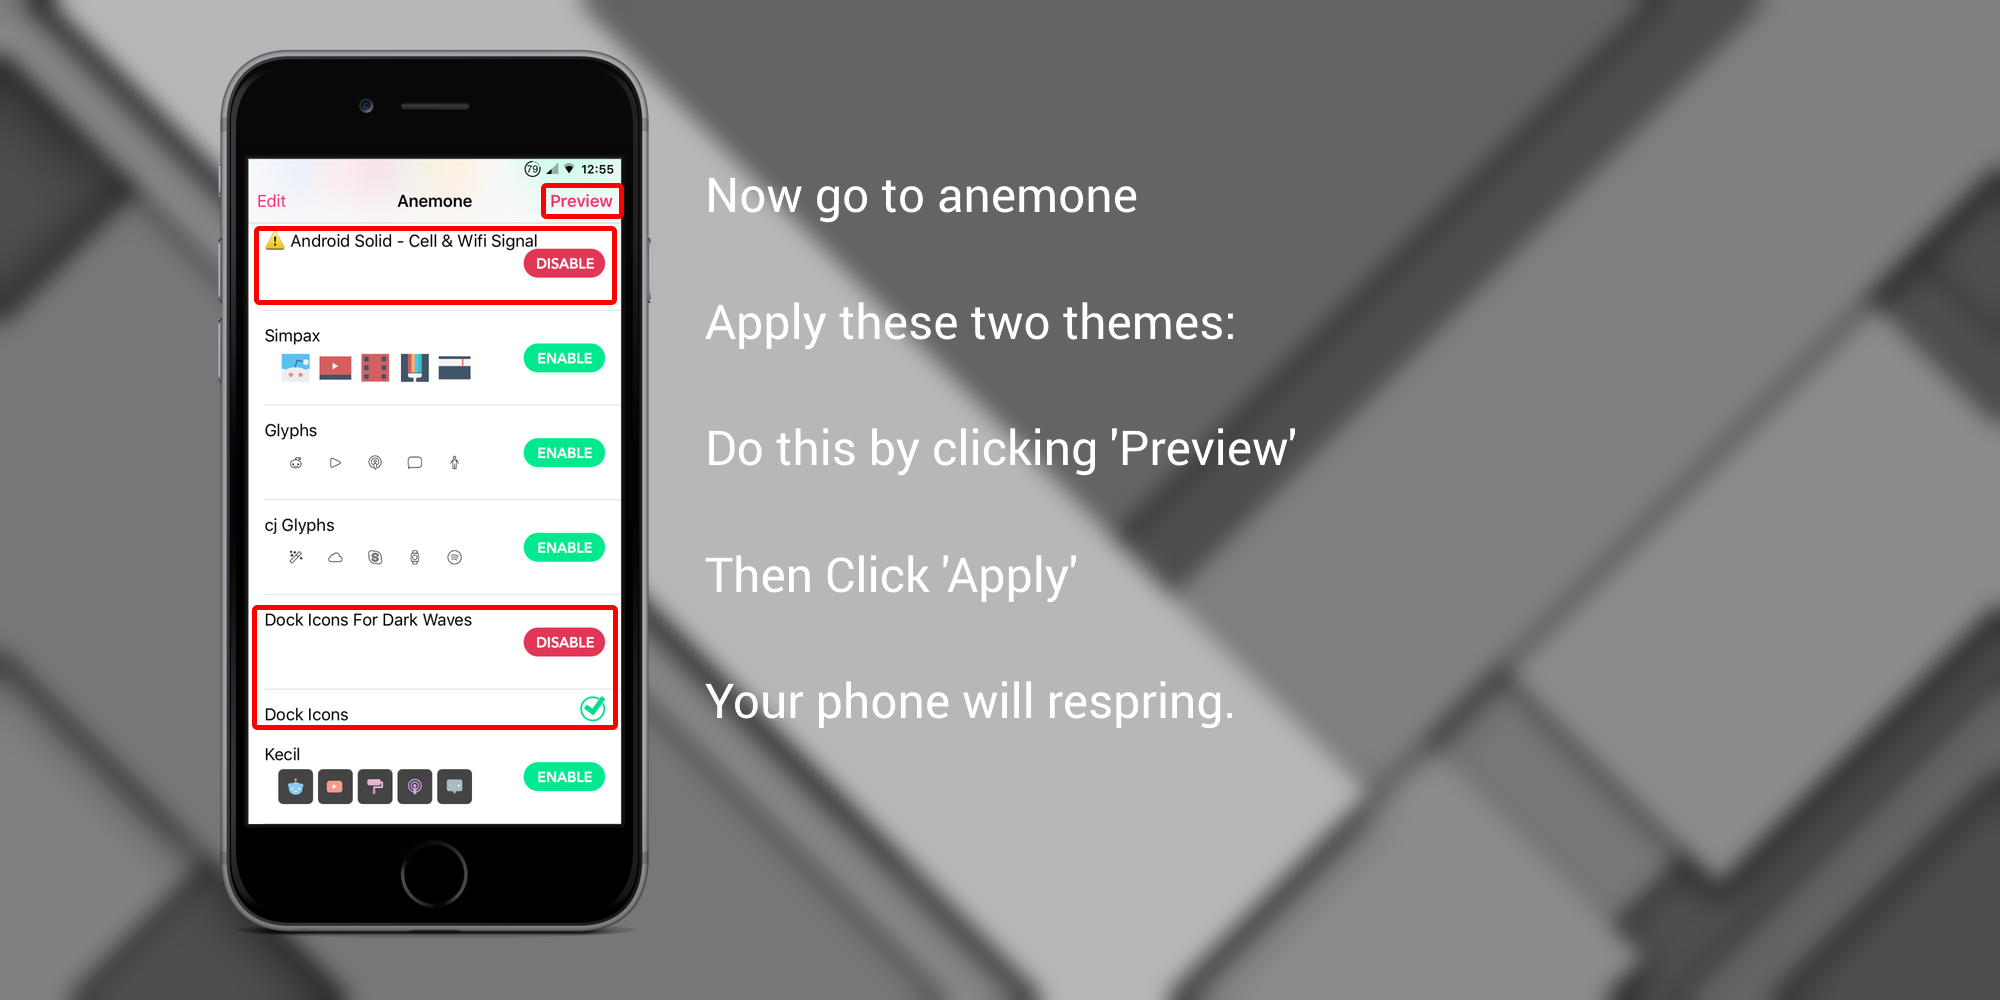 79 12:55
Edit Anemone Preview
Android Solid - Cell & Wifi Signal
DISABLE
Simpax
ENABLE
Glyphs
ENABLE
cj Glyphs
ENABLE
Dock Icons For Dark Waves
DISABLE
Dock Icons
Kecil
ENABLE
Now go to anemone
Apply these two themes:
Do this by clicking 'Preview'
Then Click 'Apply'
Your phone will respring.